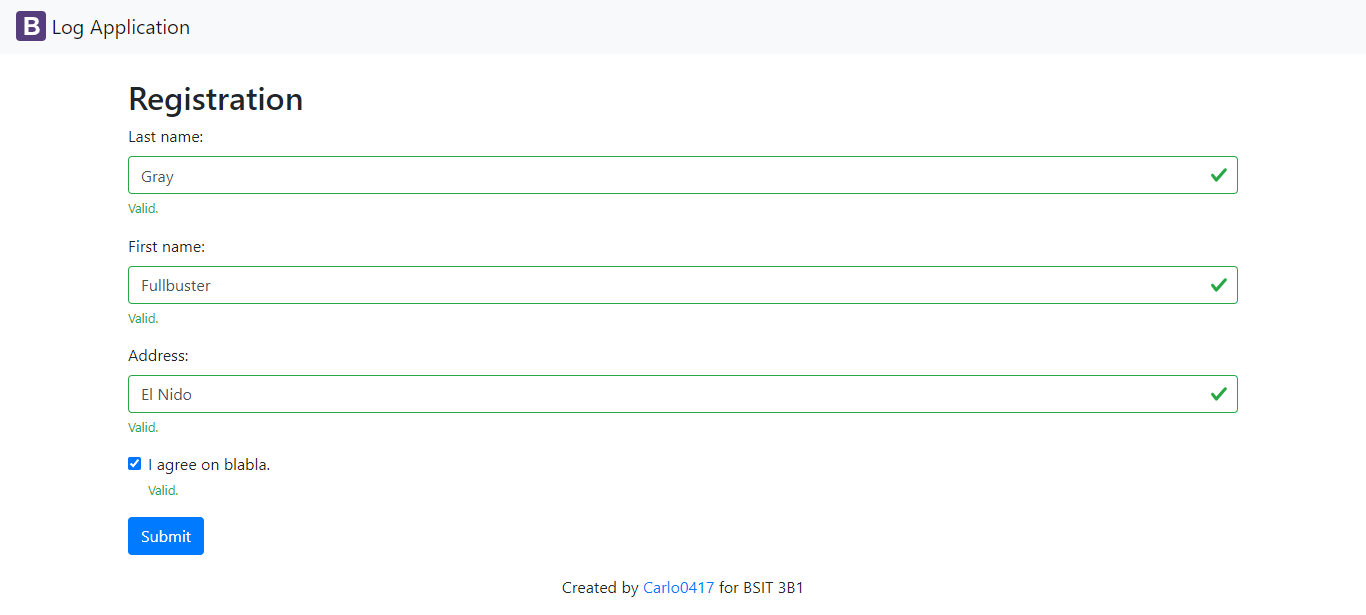 B Log Application
Registration
Last name:
Gray
Valid.
First name:
Fullbuster
Valid.
Address:
El Nido
Valid.
I agree on blabla.
Valid.
Submit
Created by Carlo0417 for BSIT 3B1